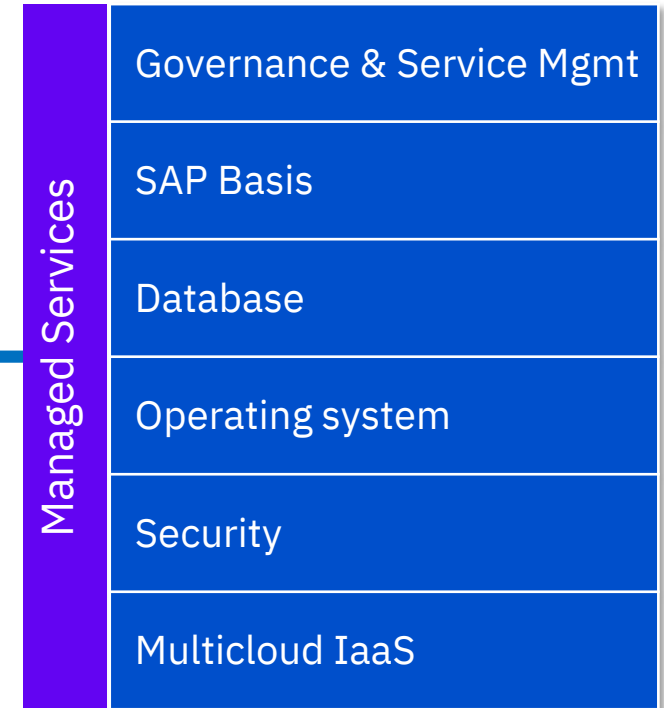 Managed Services
Governance & Service Mgmt
SAP Basis
Database
Operating system
Security
Multicloud IaaS